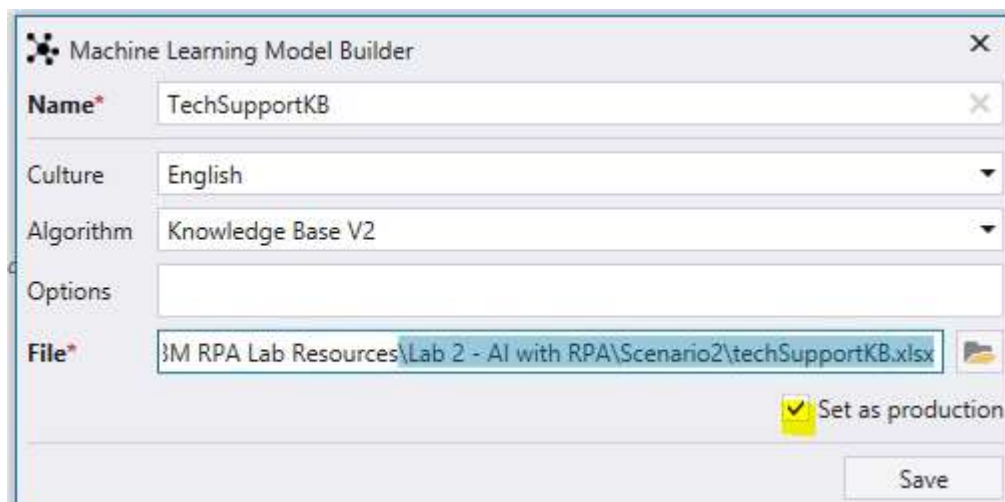 Machine Learning Model Builder
Name*
TechSupportKB
Culture
English
Algorithm
Knowledge Base V2
Options
File*
RPA Lab Resources\Lab 2 - AI with RPA\Scenario2\techSupportKB.xlsx
Set as production
Save